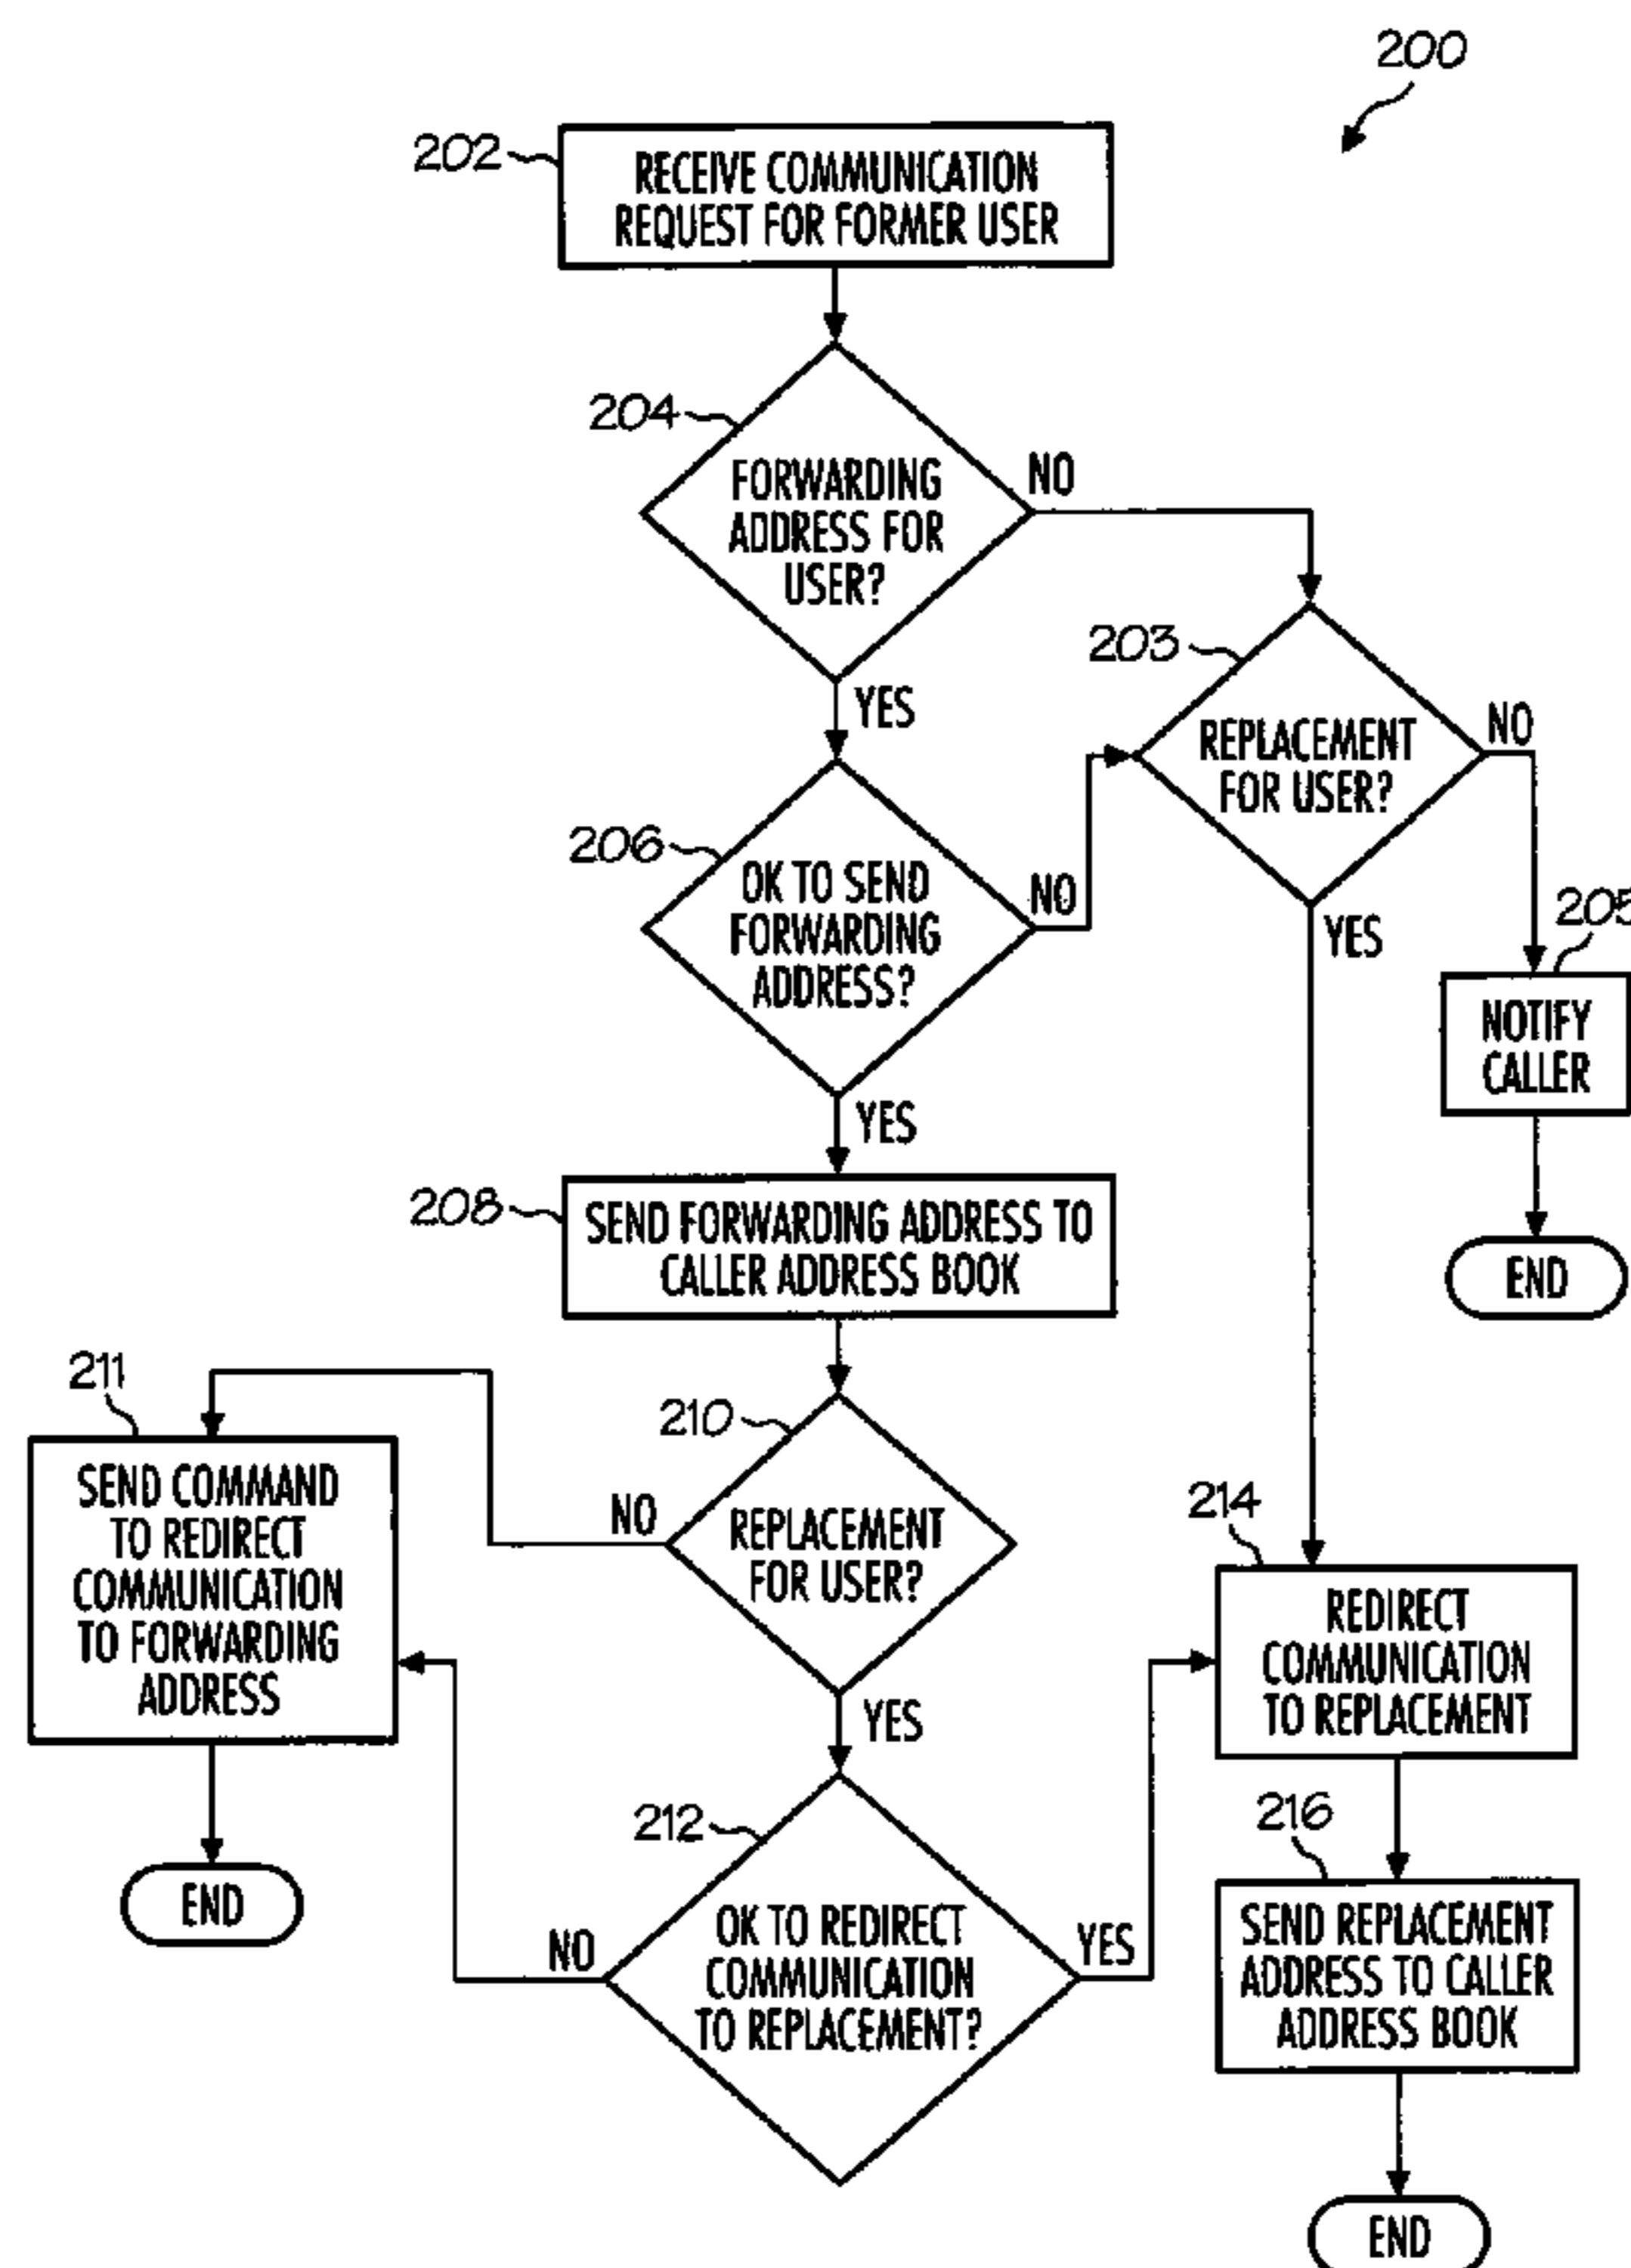 200
202
RECEIVE COMMUNICATION
REQUEST FOR FORMER USER
204
FORWARDING
ADDRESS FOR
USER?
NO
YES
203
REPLACEMENT
FOR USER?
NO
YES
206
OK TO SEND
FORWARDING
ADDRESS?
NO
YES
205
NOTIFY
CALLER
END
208
SEND FORWARDING ADDRESS TO
CALLER ADDRESS BOOK
210
REPLACEMENT
FOR USER?
NO
YES
211
SEND COMMAND
TO REDIRECT
COMMUNICATION
TO FORWARDING
ADDRESS
END
212
OK TO REDIRECT
COMMUNICATION
TO REPLACEMENT?
NO
YES
214
REDIRECT
COMMUNICATION
TO REPLACEMENT
216
SEND REPLACEMENT
ADDRESS TO CALLER
ADDRESS BOOK
END